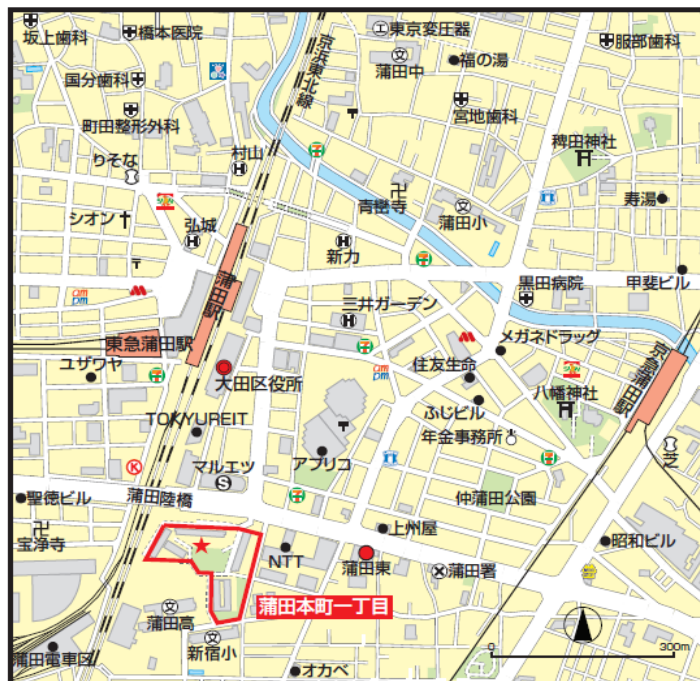 坂上歯科
橋本医院
東京変圧器
服部歯科
蒲田中
福の湯
国分歯科
京浜東北線
町田整形外科
宮地歯科
稗田神社
りそな
村山
青巒寺
蒲田小
寿湯
シオン
弘城
新力
蒲田駅
黒田病院
甲斐ビル
am
pm
三井ガーデン
東急蒲田駅
メガネドラッグ
京急蒲田駅
ユザワヤ
大田区役所
am
pm
住友生命
八幡神社
ふじビル
TOKYUREIT
年金事務所
芝
K
マルエツ
S
アプリコ
聖徳ビル
蒲田陸橋
仲蒲田公園
上州屋
宝浄寺
NTT
蒲田東
蒲田署
昭和ビル
蒲田本町一丁目
蒲田高
新宿小
蒲田電車区
オカベ
0
300m